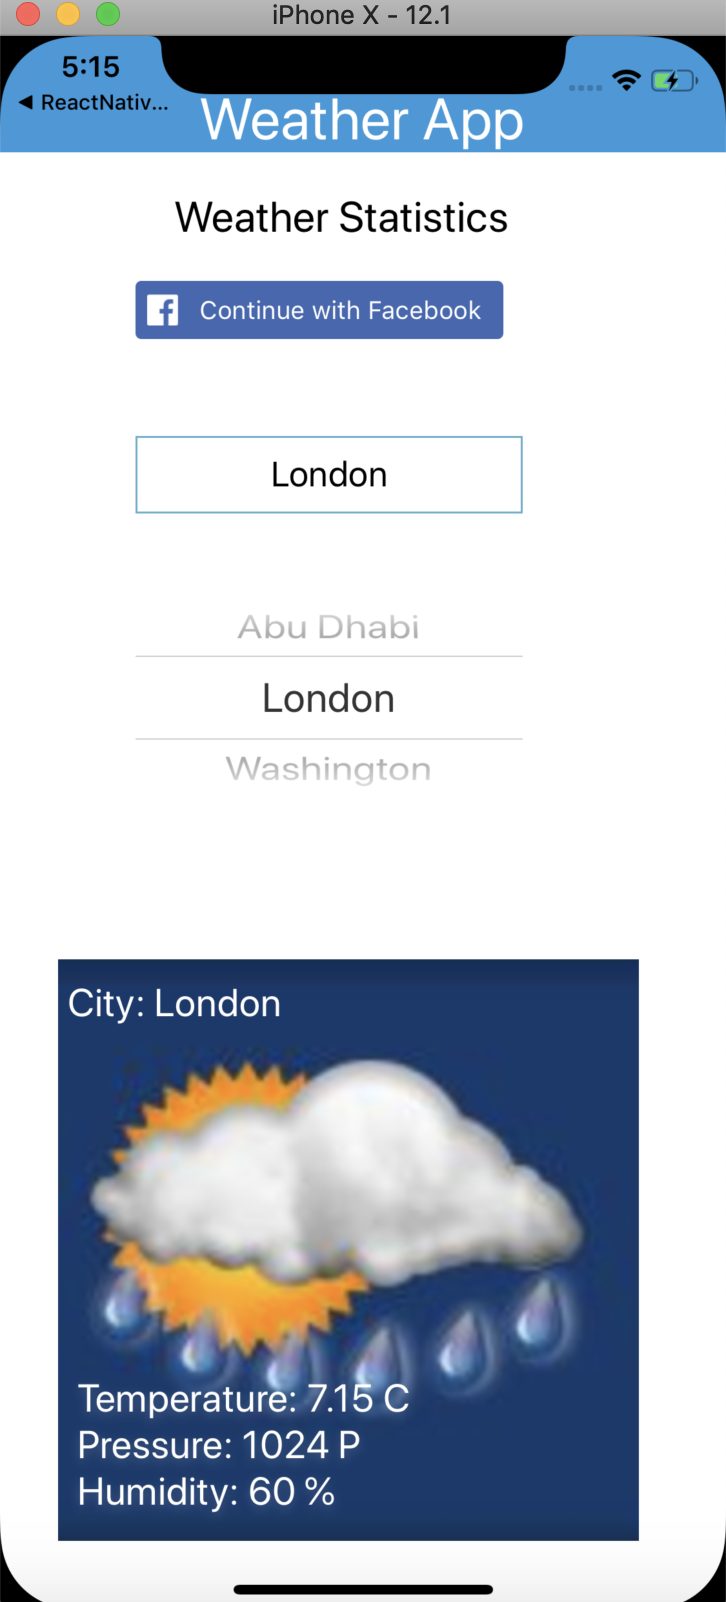 iPhone X - 12.1
5:15
◀ ReactNativ...
Weather App
Weather Statistics
Continue with Facebook
London
Abu Dhabi
London
Washington
City: London
Temperature: 7.15 C
Pressure: 1024 P
Humidity: 60 %